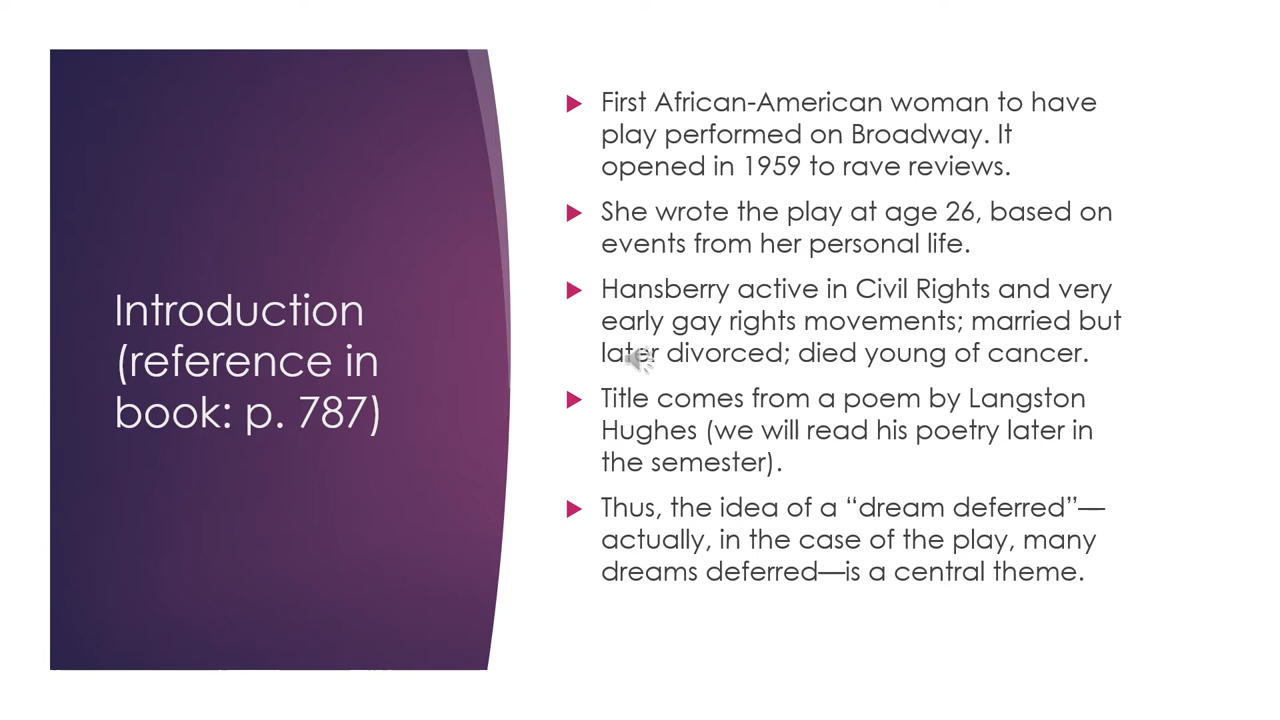 Introduction
(reference in
book: p. 787)
First African-American woman to have
play performed on Broadway. It
opened in 1959 to rave reviews.
She wrote the play at age 26, based on
events from her personal life.
Hansberry active in Civil Rights and very
early gay rights movements; married but
later divorced; died young of cancer.
Title comes from a poem by Langston
Hughes (we will read his poetry later in
the semester).
Thus, the idea of a “dream deferred”—
actually, in the case of the play, many
dreams deferred—is a central theme.